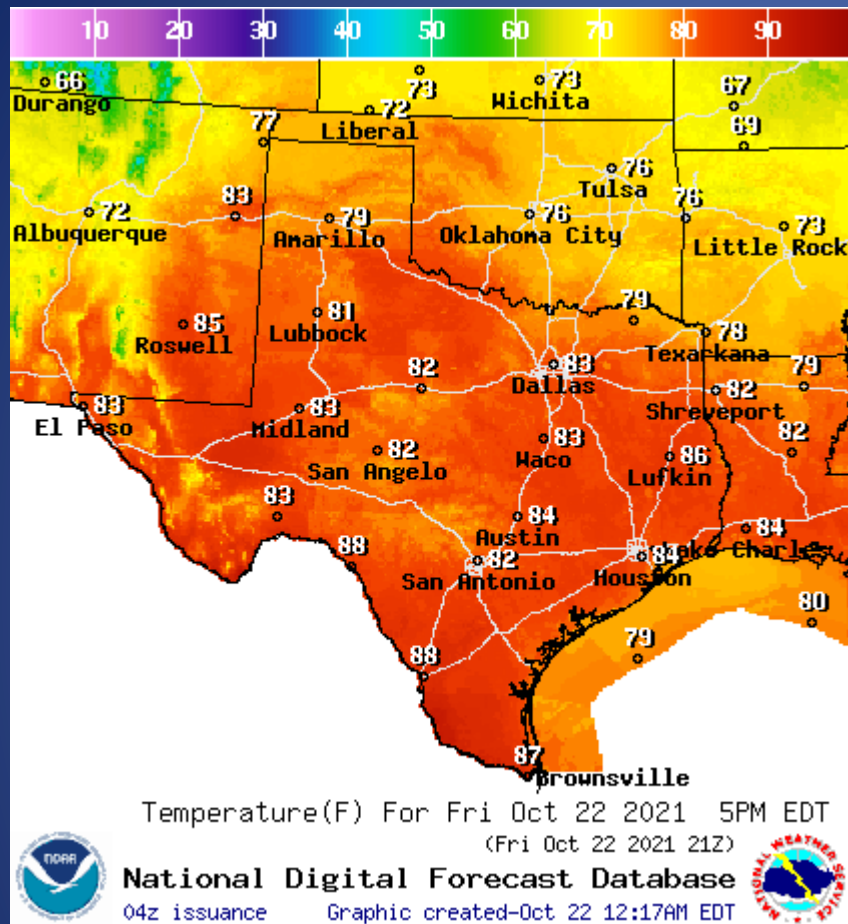 10 20 30 40 50 60 70 80 90
66
Durango
73
72
Liberal
73
Wichita
67
77
69
76
Tulsa
72
Albuquerque
83
79
Amarillo
76
Oklahoma City
76
73
Little Rock
85
Roswell
81
Lubbock
79
78
Texarkana
82
83
Dallas
79
82
Shreveport
83
El Paso
83
Midland
82
San Angelo
83
Waco
86
Lufkin
82
83
84
Austin
84
Lake Charles
88
82
San Antonio
84
Houston
80
79
88
87
Brownsville
Temperature(F) For Fri Oct 22 2021 5PM EDT
(Fri Oct 22 2021 21Z)
NOAA
National Digital Forecast Database
NATIONAL WEATHER SERVICE
04z issuance Graphic created-Oct 22 12:17AM EDT